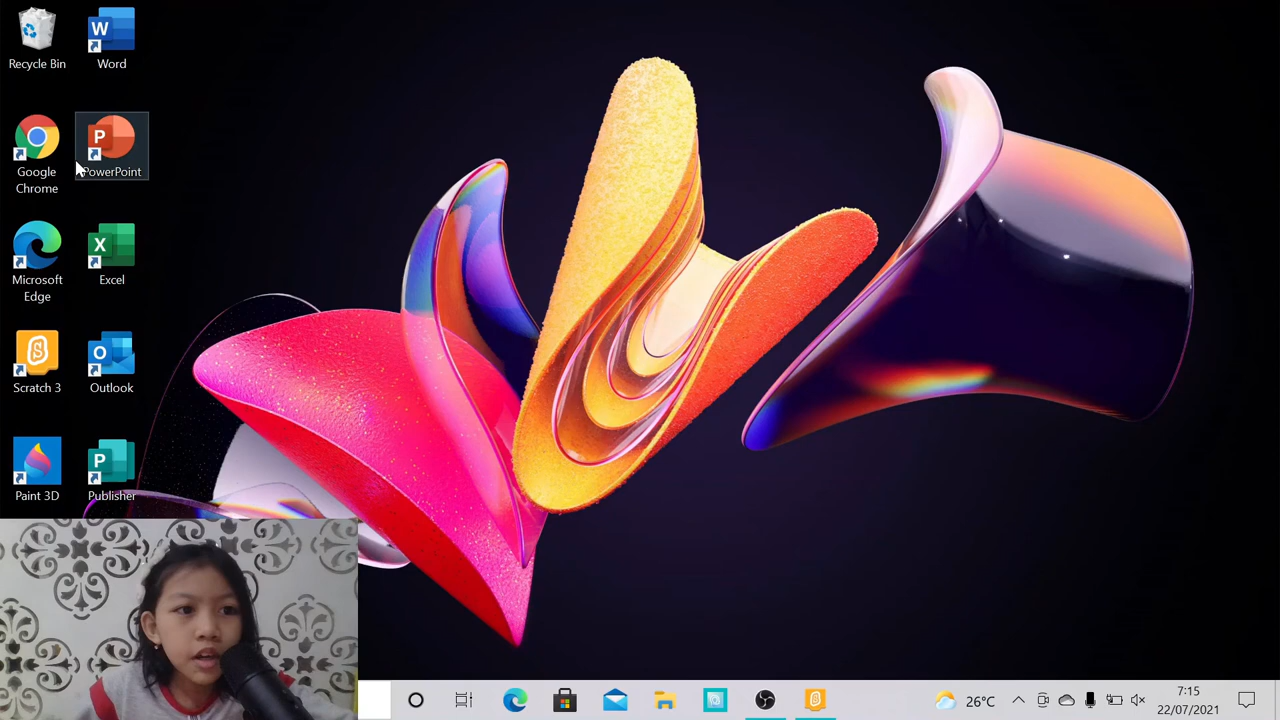 Recycle Bin
Word
Google
Chrome
PowerPoint
Microsoft
Edge
Excel
Scratch 3
Outlook
Paint 3D
Publisher
26°C
7:15
22/07/2021